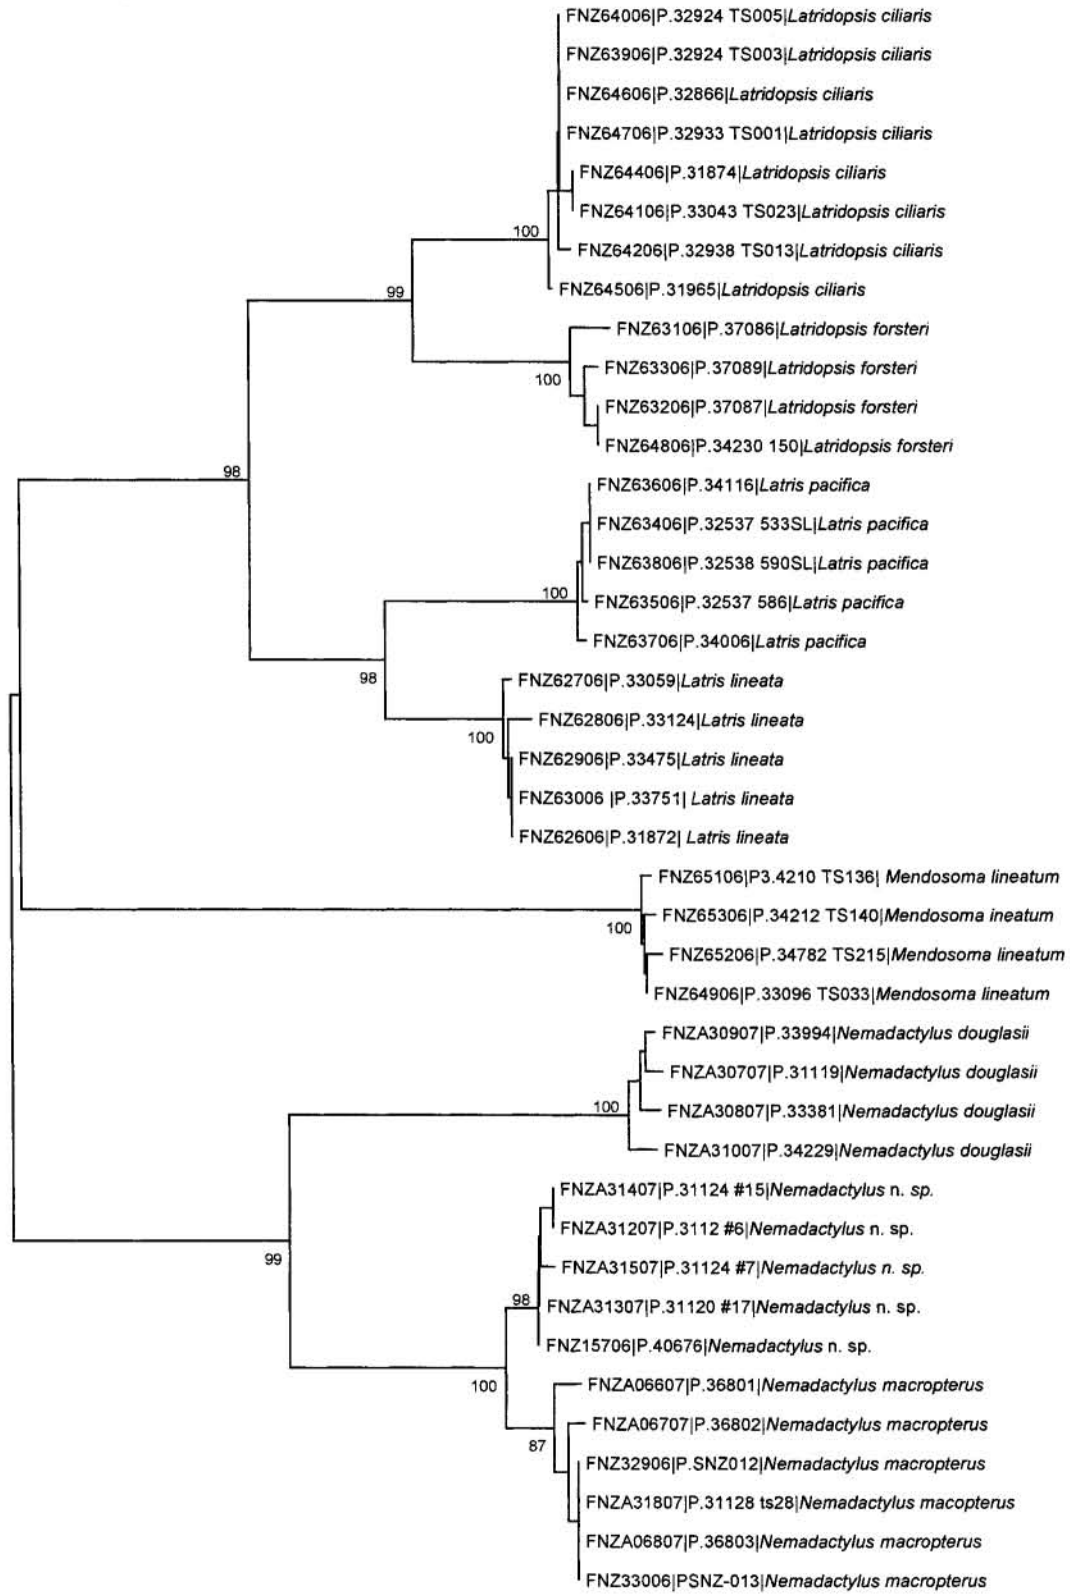 FNZ64006|P.32924 TS005|Latridopsis ciliaris
FNZ63906|P.32924 TS003|Latridopsis ciliaris
FNZ64606|P.32866|Latridopsis ciliaris
FNZ64706|P.32933 TS001|Latridopsis ciliaris
FNZ64406|P.31874|Latridopsis ciliaris
FNZ64106|P.33043 TS023|Latridopsis ciliaris
100
FNZ64206|P.32938 TS013|Latridopsis ciliaris
FNZ64506|P.31965|Latridopsis ciliaris
99
FNZ63106|P.37086|Latridopsis forsteri
FNZ63306|P.37089|Latridopsis forsteri
100
FNZ63206|P.37087|Latridopsis forsteri
FNZ64806|P.34230 150|Latridopsis forsteri
98
FNZ63606|P.34116|Latris pacifica
FNZ63406|P.32537 533SL|Latris pacifica
FNZ63806|P.32538 590SL|Latris pacifica
100
FNZ63506|P.32537 586|Latris pacifica
FNZ63706|P.34006|Latris pacifica
98
FNZ62706|P.33059|Latris lineata
FNZ62806|P.33124|Latris lineata
100
FNZ62906|P.33475|Latris lineata
FNZ63006 |P.33751| Latris lineata
FNZ62606|P.31872| Latris lineata
FNZ65106|P3.4210 TS136| Mendosoma lineatum
FNZ65306|P.34212 TS140|Mendosoma ineatum
100
FNZ65206|P.34782 TS215|Mendosoma lineatum
FNZ64906|P.33096 TS033|Mendosoma lineatum
FNZA30907|P.33994|Nemadactylus douglasii
FNZA30707|P.31119|Nemadactylus douglasii
100
FNZA30807|P.33381|Nemadactylus douglasii
FNZA31007|P.34229|Nemadactylus douglasii
FNZA31407|P.31124 #15|Nemadactylus n. sp.
FNZA31207|P.3112 #6|Nemadactylus n. sp.
99
FNZA31507|P.31124 #7|Nemadactylus n. sp.
98
FNZA31307|P.31120 #17|Nemadactylus n. sp.
FNZ15706|P.40676|Nemadactylus n. sp.
100
FNZA06607|P.36801|Nemadactylus macropterus
FNZA06707|P.36802|Nemadactylus macropterus
87
FNZ32906|P.SNZ012|Nemadactylus macropterus
FNZA31807|P.31128 ts28|Nemadactylus macopterus
FNZA06807|P.36803|Nemadactylus macropterus
FNZ33006|PSNZ-013|Nemadactylus macropterus